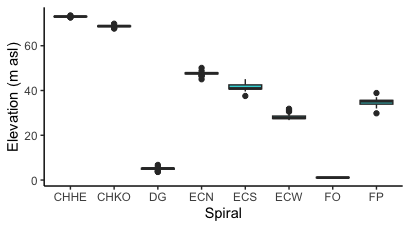 Elevation (m asl)
60
40
20
0
CHHE CHKO DG ECN ECS ECW FO FP
Spiral